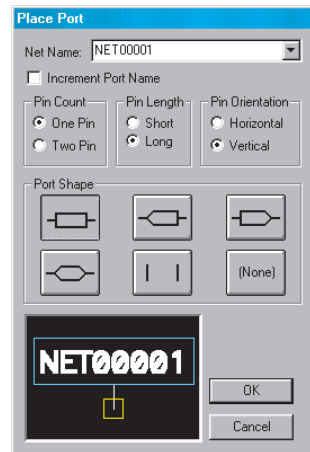 Place Port
Net Name: NET00001
Increment Port Name
Pin Count Pin Length Pin Orientation
One Pin Short Horizontal
Two Pin Long Vertical
Port Shape
(None)
NET00001
OK
Cancel